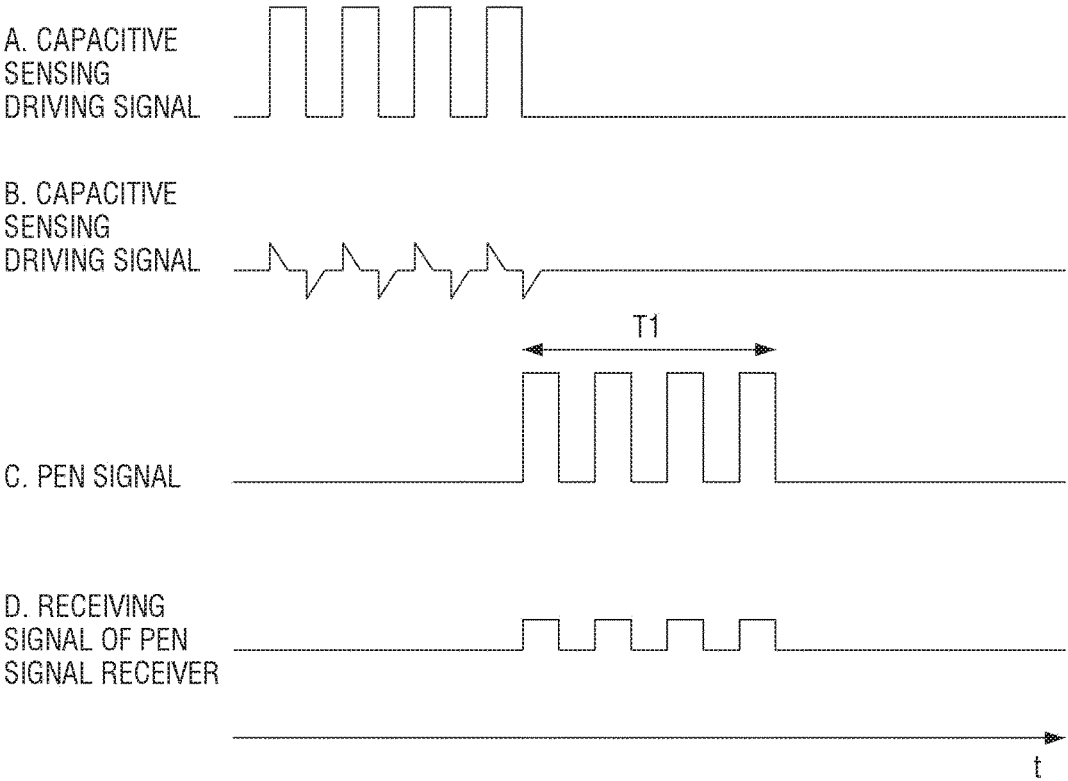 A. CAPACITIVE
SENSING
DRIVING SIGNAL
B. CAPACITIVE
SENSING
DRIVING SIGNAL
T1
C. PEN SIGNAL
D. RECEIVING
SIGNAL OF PEN
SIGNAL RECEIVER
t